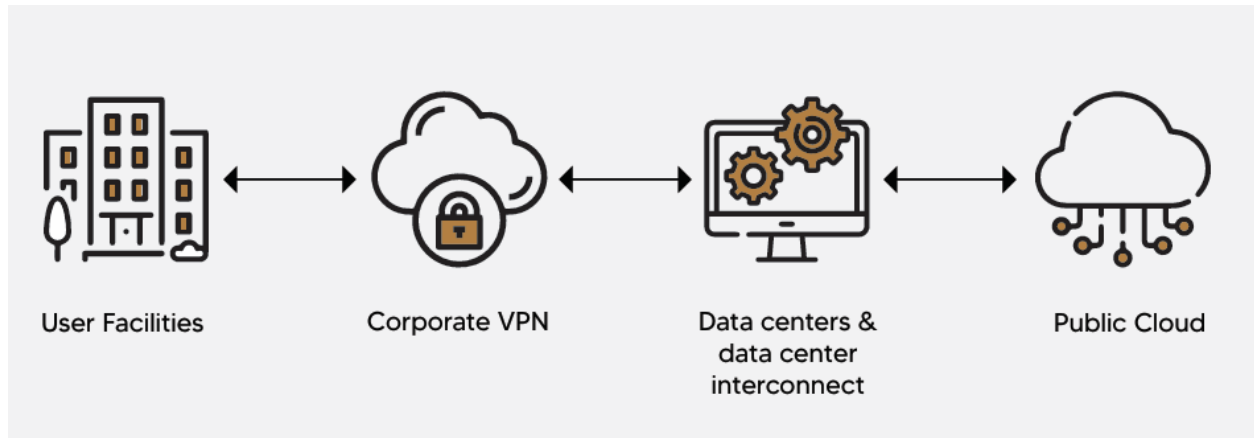 User Facilities
Corporate VPN
Data centers &
data center
interconnect
Public Cloud